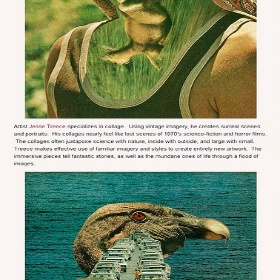 Artist Jesse Treece specializes in collage. Using vintage imagery, he creates surreal scenes
and portraits. His collages nearly feel like lost scenes of 1970's science-fiction and horror films.
The collages often juxtapose science with nature, inside with outside, and large with small.
Treece makes effective use of familiar imagery and styles to create entirely new artwork. The
immersive pieces tell fantastic stories, as well as the mundane ones of life through a flood of
images.